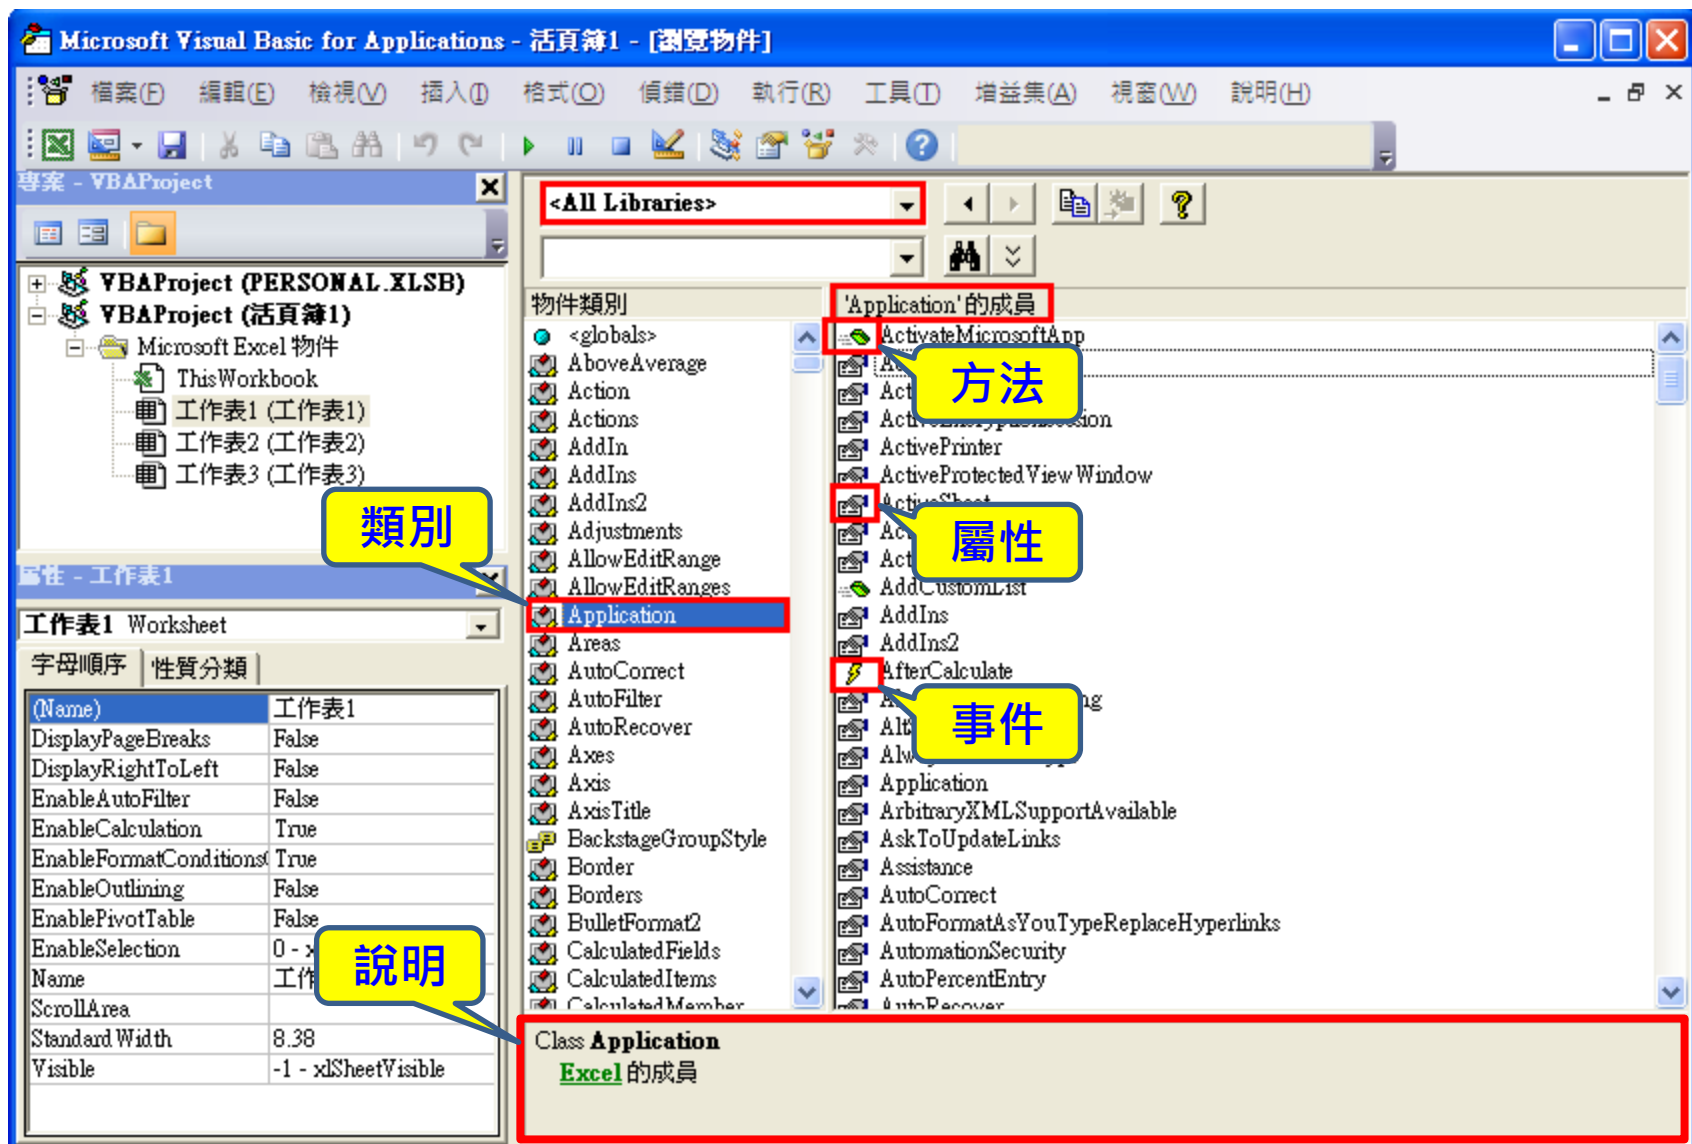 Microsoft Visual Basic for Applications - 活頁簿1 - [瀏覽物件]
檔案(F) 編輯(E) 檢視(V) 插入(I) 格式(O) 偵錯(D) 執行(R) 工具(T) 增益集(A) 視窗(W) 說明(H)
專案 - VBAProject
VBAProject (PERSONAL.XLSB)
VBAProject (活頁簿1)
Microsoft Excel 物件
ThisWorkbook
工作表1 (工作表1)
工作表2 (工作表2)
工作表3 (工作表3)
屬性 - 工作表1
工作表1 Worksheet
字母順序 性質分類
(Name) 工作表1
DisplayPageBreaks False
DisplayRightToLeft False
EnableAutoFilter False
EnableCalculation True
EnableFormatConditions True
EnableOutlining False
EnablePivotTable False
EnableSelection 0 -
Name
ScrollArea
StandardWidth 8.38
Visible -1 - xlSheetVisible
<All Libraries>
物件類別
<globals>
AboveAverage
Action
Actions
AddIn
AddIns
AddIns2
Adjustments
AllowEditRange
AllowEditRanges
Application
Areas
AutoCorrect
AutoFilter
AutoRecover
Axes
Axis
AxisTitle
BackstageGroupStyle
Border
Borders
BulletFormat2
CalculatedFields
CalculatedItems
CalculatedMember
'Application' 的成員
ActivateMicrosoftApp
ActivePrinter
ActiveProtectedViewWindow
ActiveSheet
AddCustomList
AddIns
AddIns2
AfterCalculate
Application
ArbitraryXMLSupportAvailable
AskToUpdateLinks
Assistance
AutoCorrect
AutoFormatAsYouTypeReplaceHyperlinks
AutomationSecurity
AutoPercentEntry
AutoRecover
Class Application
Excel 的成員
類別
方法
屬性
事件
說明